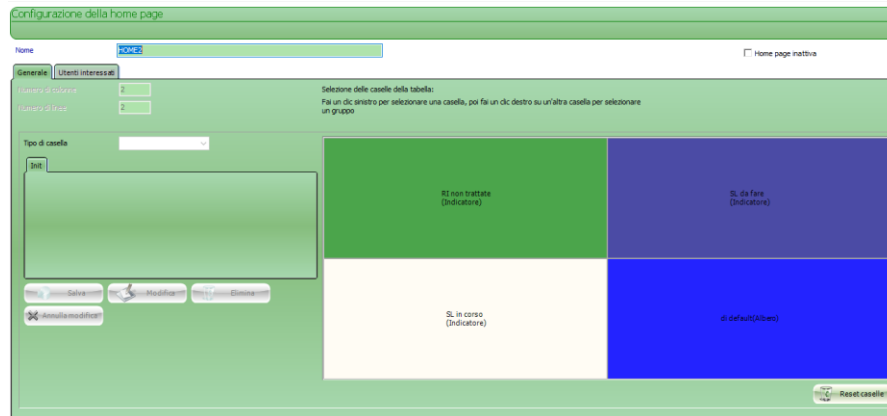 Configurazione della home page
Nome
HOME2
Home page inattiva
Generale
Utenti interessati
Numero di colonne
2
Numero di linee
2
Selezione delle caselle della tabella:
Fai un clic sinistro per selezionare una casella, poi fai un clic destro su un'altra casella per selezionare
un gruppo
Tipo di casella
Init
RI non trattate
(Indicatore)
SL da fare
(Indicatore)
SL in corso
(Indicatore)
di default(Albero)
Salva
Modifica
Elimina
Annulla modifica
Reset caselle